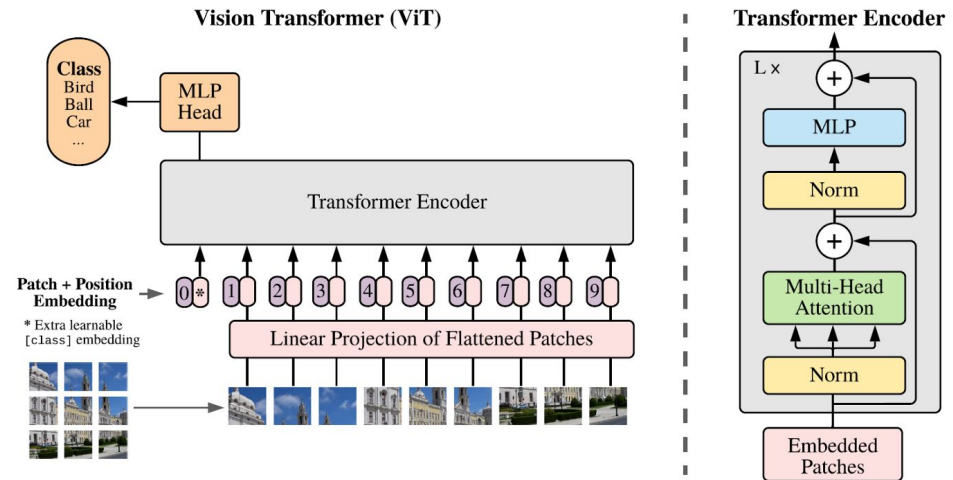 Vision Transformer (ViT)
Class
Bird
Ball
Car
...
MLP
Head
Transformer Encoder
Patch + Position
Embedding
* Extra learnable
[class] embedding
0 * 1 2 3 4 5 6 7 8 9
Linear Projection of Flattened Patches
Transformer Encoder
L ×
+
MLP
Norm
+
Multi-Head
Attention
Norm
Embedded
Patches